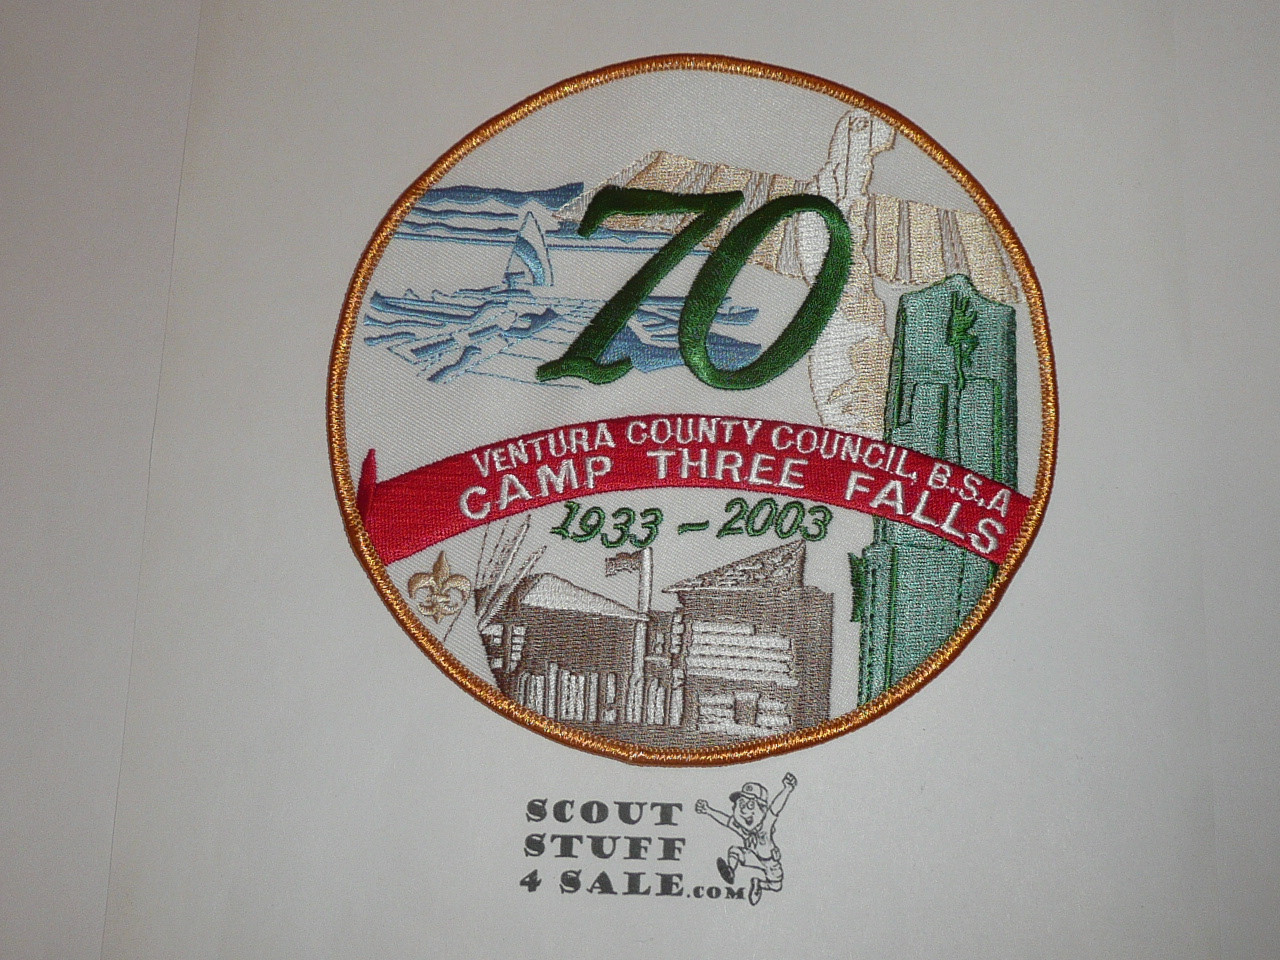 70
VENTURA COUNTY COUNCIL, B.S.A
CAMP THREE FALLS
1933 - 2003
SCOUT
STUFF
4 SALE.COM